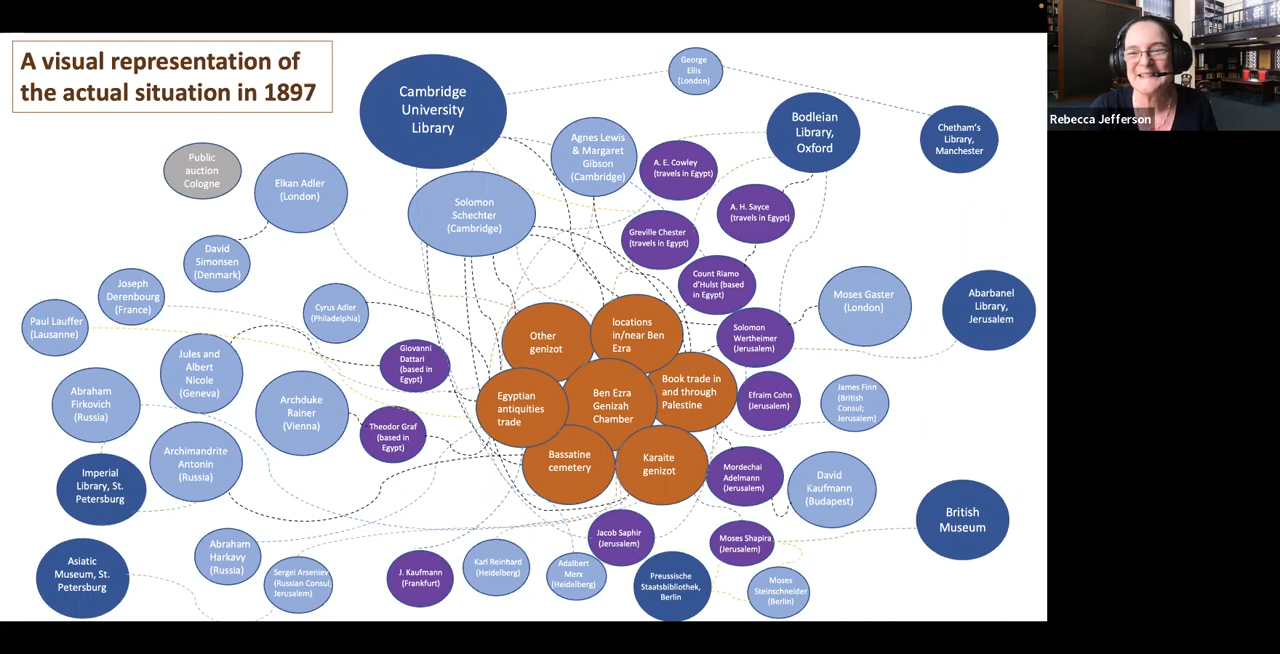 A visual representation of
the actual situation in 1897
Rebecca Jefferson
George
Ellis
(London)
Cambridge
University
Library
Bodleian
Library,
Oxford
Chetham's
Library,
Manchester
Agnes Lewis
& Margaret
Gibson
(Cambridge)
A. E. Cowley
(travels in Egypt)
Public
auction
Cologne
Elkan Adler
(London)
Solomon
Schechter
(Cambridge)
A. H. Sayce
(travels in Egypt)
Greville Chester
(travels in Egypt)
David
Simonsen
(Denmark)
Count Riamo
d'Hulst (based
in Egypt)
Joseph
Derenbourg
(France)
Cyrus Adler
(Philadelphia)
Moses Gaster
(London)
Abarbanel
Library,
Jerusalem
Paul Lauffer
(Lausanne)
Other
genizot
locations
in/near Ben
Ezra
Solomon
Wertheimer
(Jerusalem)
Jules and
Albert
Nicole
(Geneva)
Giovanni
Dattari
(based in
Egypt)
Abraham
Firkovich
(Russia)
Archduke
Rainer
(Vienna)
Theodor Graf
(based in
Egypt)
Egyptian
antiquities
trade
Ben Ezra
Genizah
Chamber
Book trade in
and through
Palestine
Efraim Cohn
(Jerusalem)
James Finn
(British
Consul;
Jerusalem)
Archimandrite
Antonin
(Russia)
Bassatine
cemetery
Karaite
genizot
Mordechai
Adelmann
(Jerusalem)
David
Kaufmann
(Budapest)
Imperial
Library, St.
Petersburg
British
Museum
Abraham
Harkavy
(Russia)
Jacob Saphir
(Jerusalem)
Moses Shapira
(Jerusalem)
Asiatic
Museum, St.
Petersburg
Sergei Arseniev
(Russian Consul;
Jerusalem)
J. Kaufmann
(Frankfurt)
Karl Reinhard
(Heidelberg)
Adalbert
Merx
(Heidelberg)
Preussische
Staatsbibliothek,
Berlin
Moses
Steinschneider
(Berlin)